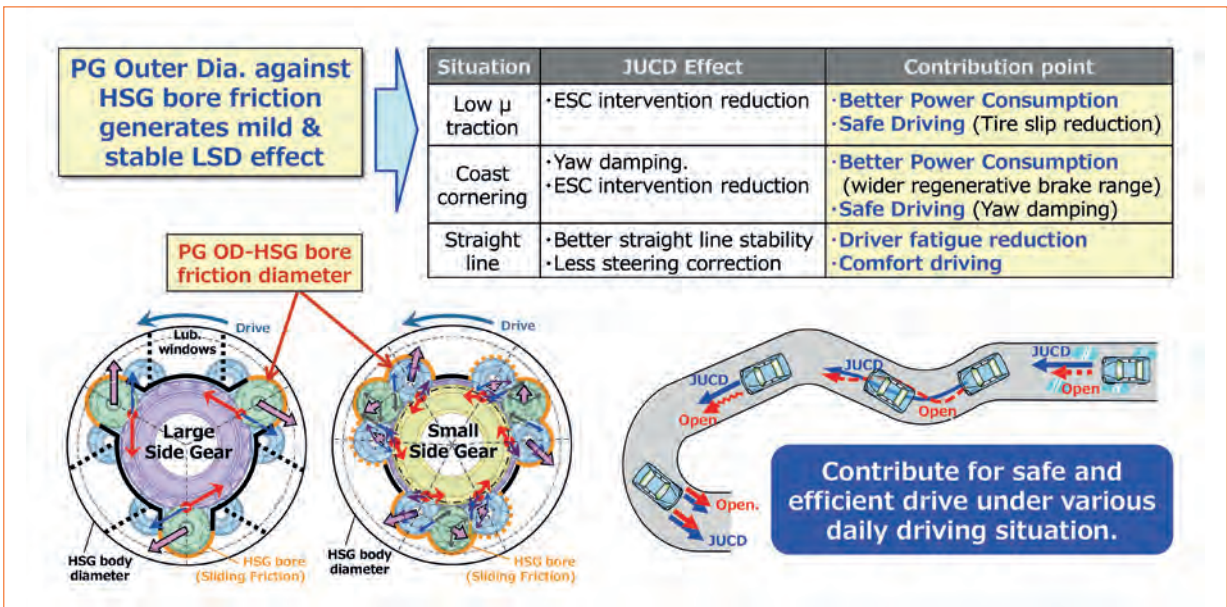 PG Outer Dia. against
HSG bore friction
generates mild &
stable LSD effect
Situation JUCD Effect Contribution point
Low μ
traction
・ESC intervention reduction
・Better Power Consumption
・Safe Driving (Tire slip reduction)
Coast
cornering
・Yaw damping.
・ESC intervention reduction
・Better Power Consumption
(wider regenerative brake range)
・Safe Driving (Yaw damping)
Straight
line
・Better straight line stability
・Less steering correction
・Driver fatigue reduction
・Comfort driving
PG OD-HSG bore
friction diameter
Drive
Lub.
windows
Large
Side Gear
HSG body
diameter
HSG bore
(Sliding Friction)
Drive
Small
Side Gear
HSG body
diameter
HSG bore
(Sliding Friction)
JUCD
Open
JUCD
Open.
JUCD
Open.
Open.
JUCD
Contribute for safe and
efficient drive under various
daily driving situation.